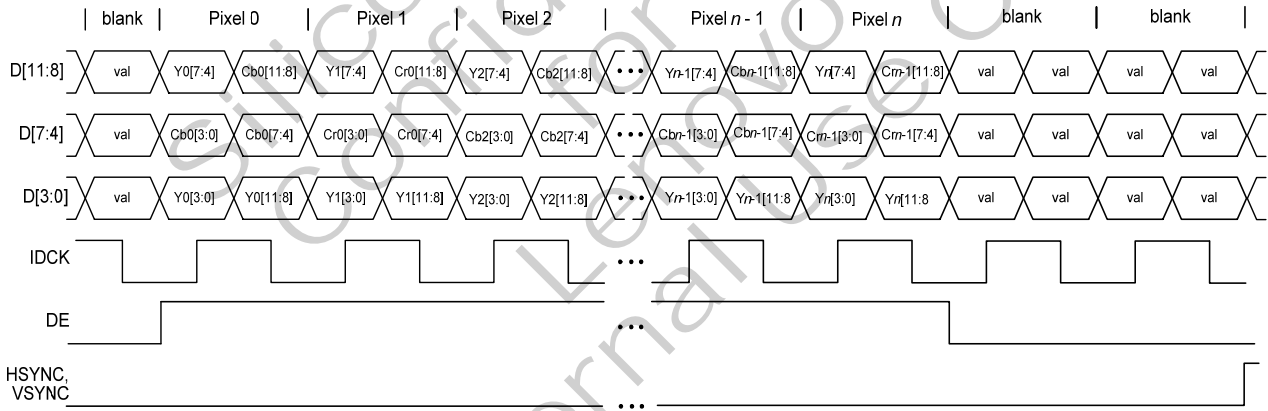 | blank | Pixel 0 | Pixel 1 | Pixel 2 | Pixel n - 1 | Pixel n | blank | blank |
D[11:8] val Y0[7:4] Cb0[11:8] Y1[7:4] Cr0[11:8] Y2[7:4] Cb2[11:8] ••• Yn-1[7:4] Cbn-1[11:8] Yn[7:4] Crn-1[11:8] val val val val
D[7:4] val Cb0[3:0] Cb0[7:4] Cr0[3:0] Cr0[7:4] Cb2[3:0] Cb2[7:4] ••• Cbn-1[3:0] Cbn-1[7:4] Crn-1[3:0] Crn-1[7:4] val val val val
D[3:0] val Y0[3:0] Y0[11:8] Y1[3:0] Y1[11:8] Y2[3:0] Y2[11:8] ••• Yn-1[3:0] Yn-1[11:8 Yn[3:0] Yn[11:8 val val val val
IDCK •••
DE •••
HSYNC,
VSYNC •••
Silic
Confid
for
Lenovo
Internal Use O